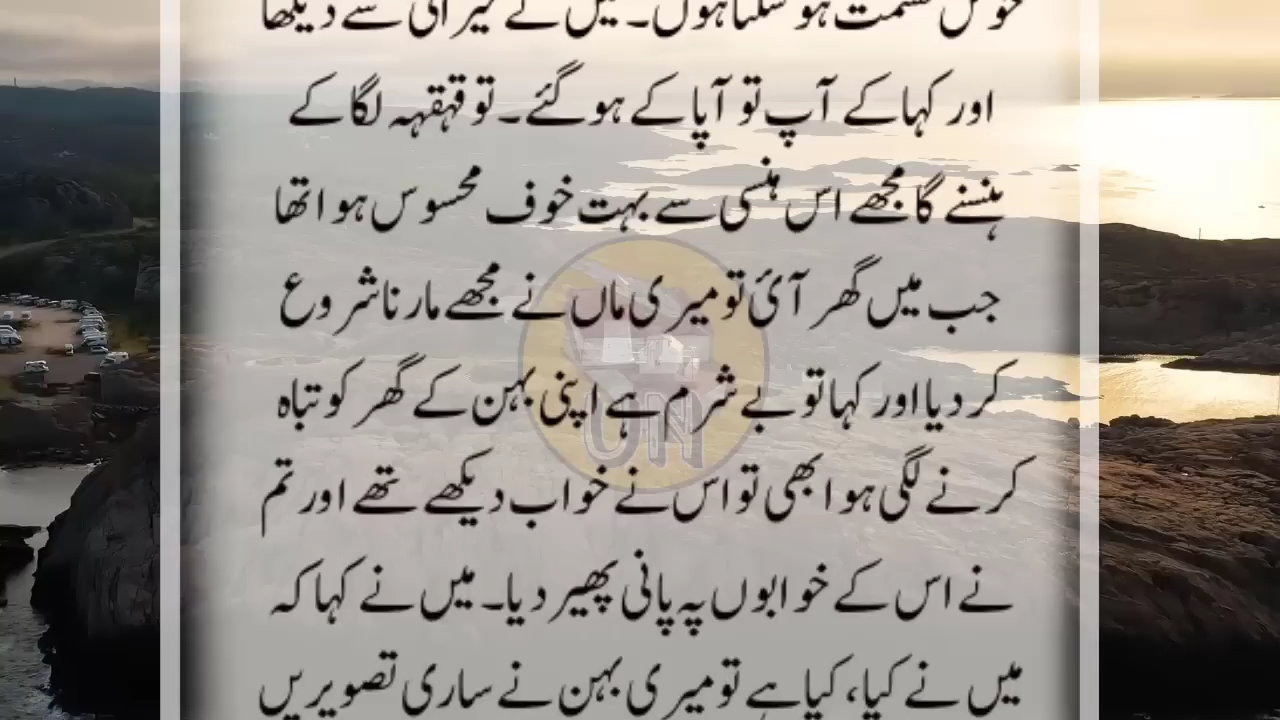 خوش قسمت ہو سکتا ہوں۔ میں نے حیرانی سے دیکھا
اور کہا کے آپ تو آپا کے ہو گئے۔ تو قہقہہ لگا کے
ہنسنے گا مجھے اس ہنسی سے بہت خوف محسوس ہوا تھا
جب میں گھر آئ تو میری ماں نے مجھے مارنا شروع
کر دیا اور کہا تو بے شرم ہے اپنی بہن کے گھر کو تباہ
کرنے لگی ہو ابھی تو اس نے خواب دیکھے تھے اور تم
نے اس کے خوابوں پہ پانی پھیر دیا۔ میں نے کہا کہ
میں نے کیا، کیا ہے تو میری بہن نے ساری تصویریں
UN